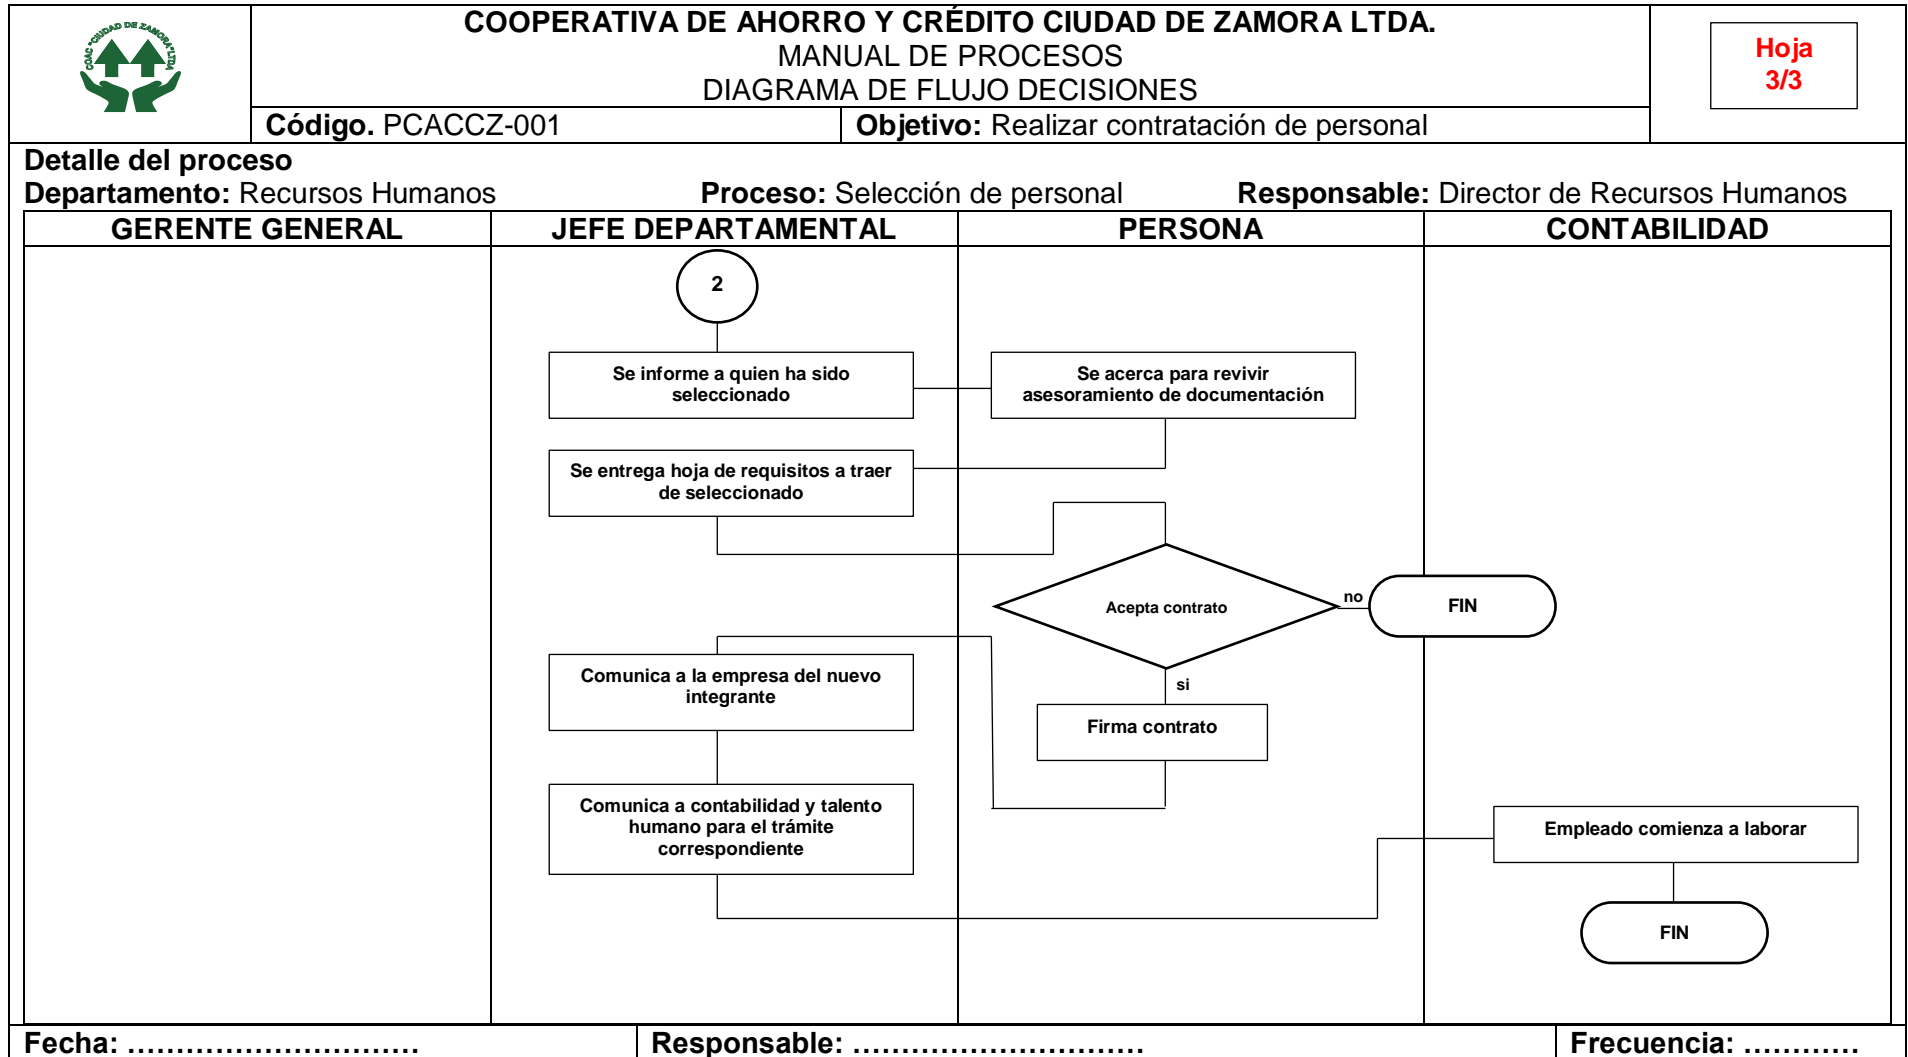 COAC "CIUDAD DE ZAMORA" LTDA
COOPERATIVA DE AHORRO Y CRÉDITO CIUDAD DE ZAMORA LTDA.
MANUAL DE PROCESOS
DIAGRAMA DE FLUJO DECISIONES
Hoja
3/3
Código. PCACCZ-001
Objetivo: Realizar contratación de personal
Detalle del proceso
Departamento: Recursos Humanos Proceso: Selección de personal Responsable: Director de Recursos Humanos
GERENTE GENERAL
JEFE DEPARTAMENTAL
PERSONA
CONTABILIDAD
2
Se informe a quien ha sido
seleccionado
Se acerca para revivir
asesoramiento de documentación
Se entrega hoja de requisitos a traer
de seleccionado
Acepta contrato
no
FIN
si
Firma contrato
Comunica a la empresa del nuevo
integrante
Comunica a contabilidad y talento
humano para el trámite
correspondiente
Empleado comienza a laborar
FIN
Fecha: ..............................
Responsable: ..............................
Frecuencia: ............